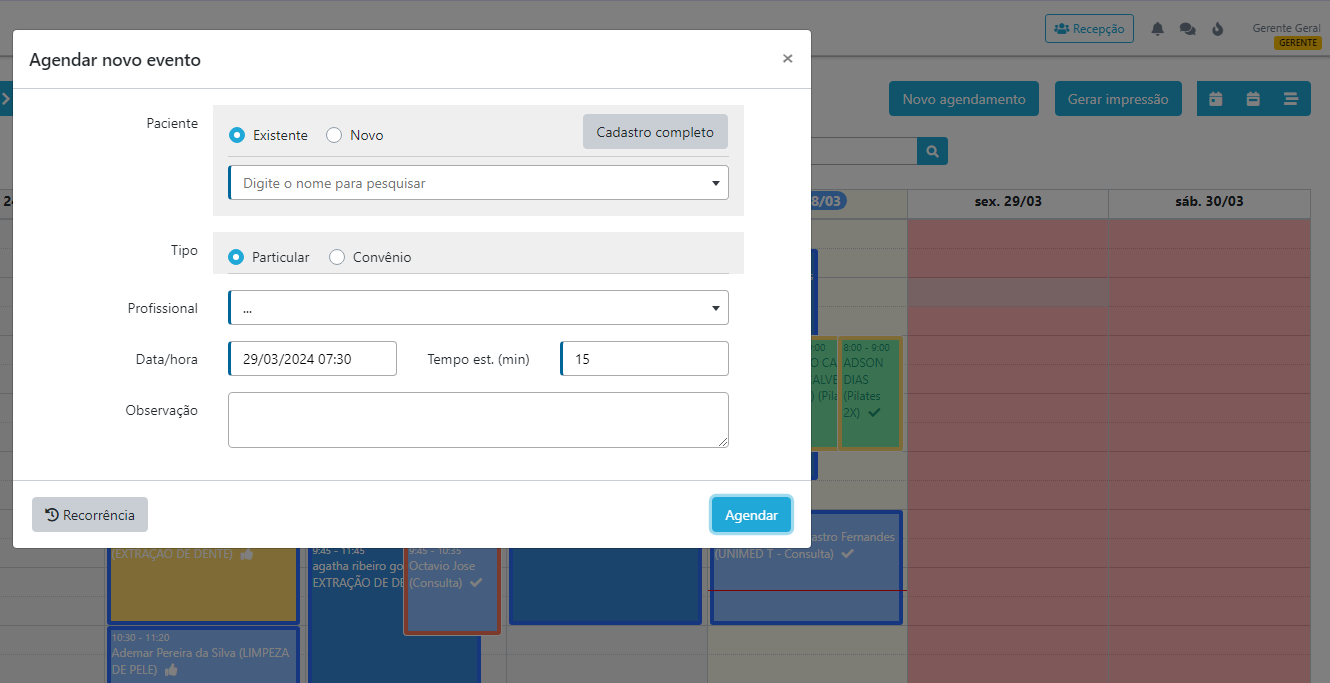 Recepção
Gerente Geral
GERENTE
Agendar novo evento
×
Novo agendamento
Gerar impressão
Paciente
Existente
Novo
Cadastro completo
Digite o nome para pesquisar
8/03
sex. 29/03
sáb. 30/03
Tipo
Particular
Convênio
Profissional
...
Data/hora
29/03/2024 07:30
Tempo est. (min)
15
Observação
:00
O CA
ALVE
) (Pila
8:00 - 9:00
ADSON
DIAS
(Pilates
2X)
Recorrência
Agendar
(EXTRAÇÃO DE DENTE)
9:45 - 11:45
agatha ribeiro go
EXTRAÇÃO DE DE
9:45 - 10:35
Octavio Jose
(Consulta)
astro Fernandes
(UNIMED T - Consulta)
10:30 - 11:20
Ademar Pereira da Silva (LIMPEZA
DE PELE)